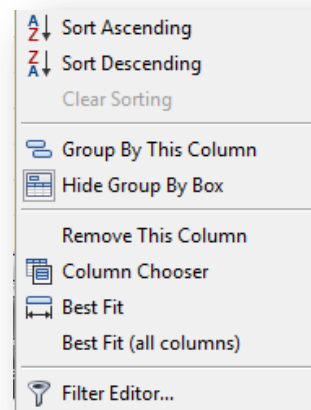 Sort Ascending
Sort Descending
Clear Sorting
Group By This Column
Hide Group By Box
Remove This Column
Column Chooser
Best Fit
Best Fit (all columns)
Filter Editor...